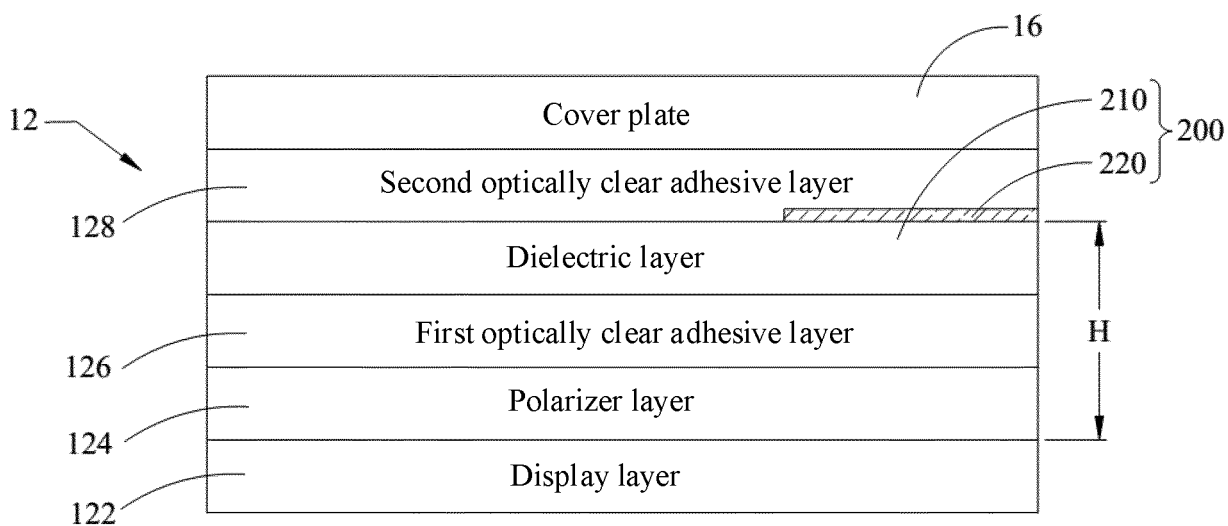 16
Cover plate
210
200
12
Second optically clear adhesive layer
220
128
Dielectric layer
First optically clear adhesive layer
H
126
Polarizer layer
124
Display layer
122